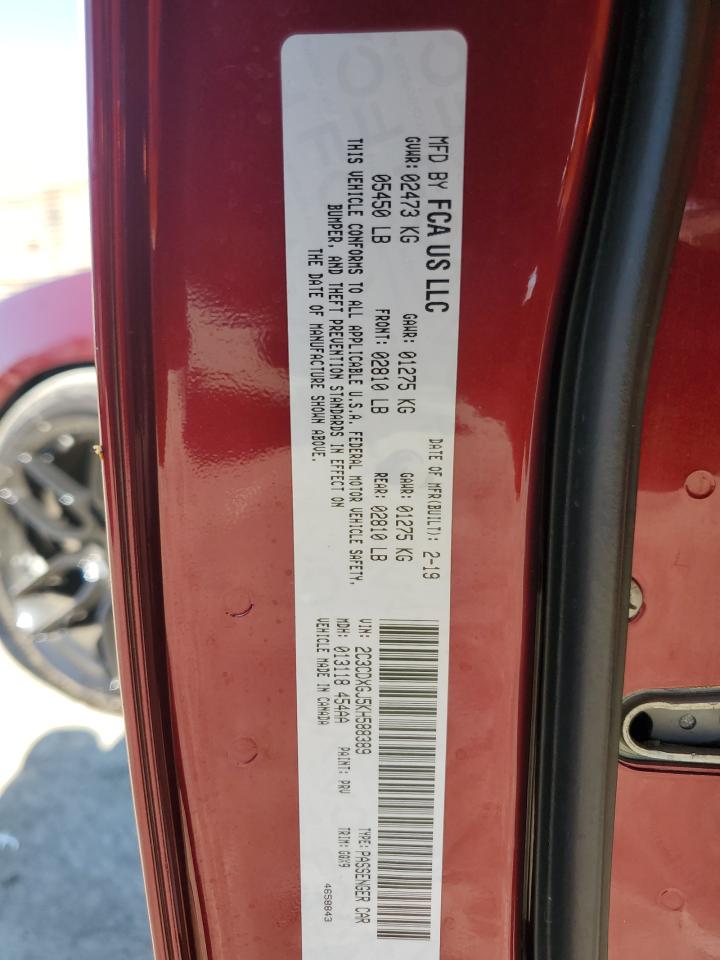 MFD BY FCA US LLC
DATE OF MFR(BUILT): 2-19
GVWR: 02473 KG
GAWR: 01275 KG
GAWR: 01275 KG
05450 LB
FRONT: 02810 LB
REAR: 02810 LB
THIS VEHICLE CONFORMS TO ALL APPLICABLE U.S.A. FEDERAL MOTOR VEHICLE SAFETY,
BUMPER, AND THEFT PREVENTION STANDARDS IN EFFECT ON
THE DATE OF MANUFACTURE SHOWN ABOVE.
VIN: 2C3CDXGJ5KH588389
TYPE: PASSENGER CAR
MDH: 013118 454AA
PAINT: PRV
TRIM: GQX9
VEHICLE MADE IN CANADA
4658843